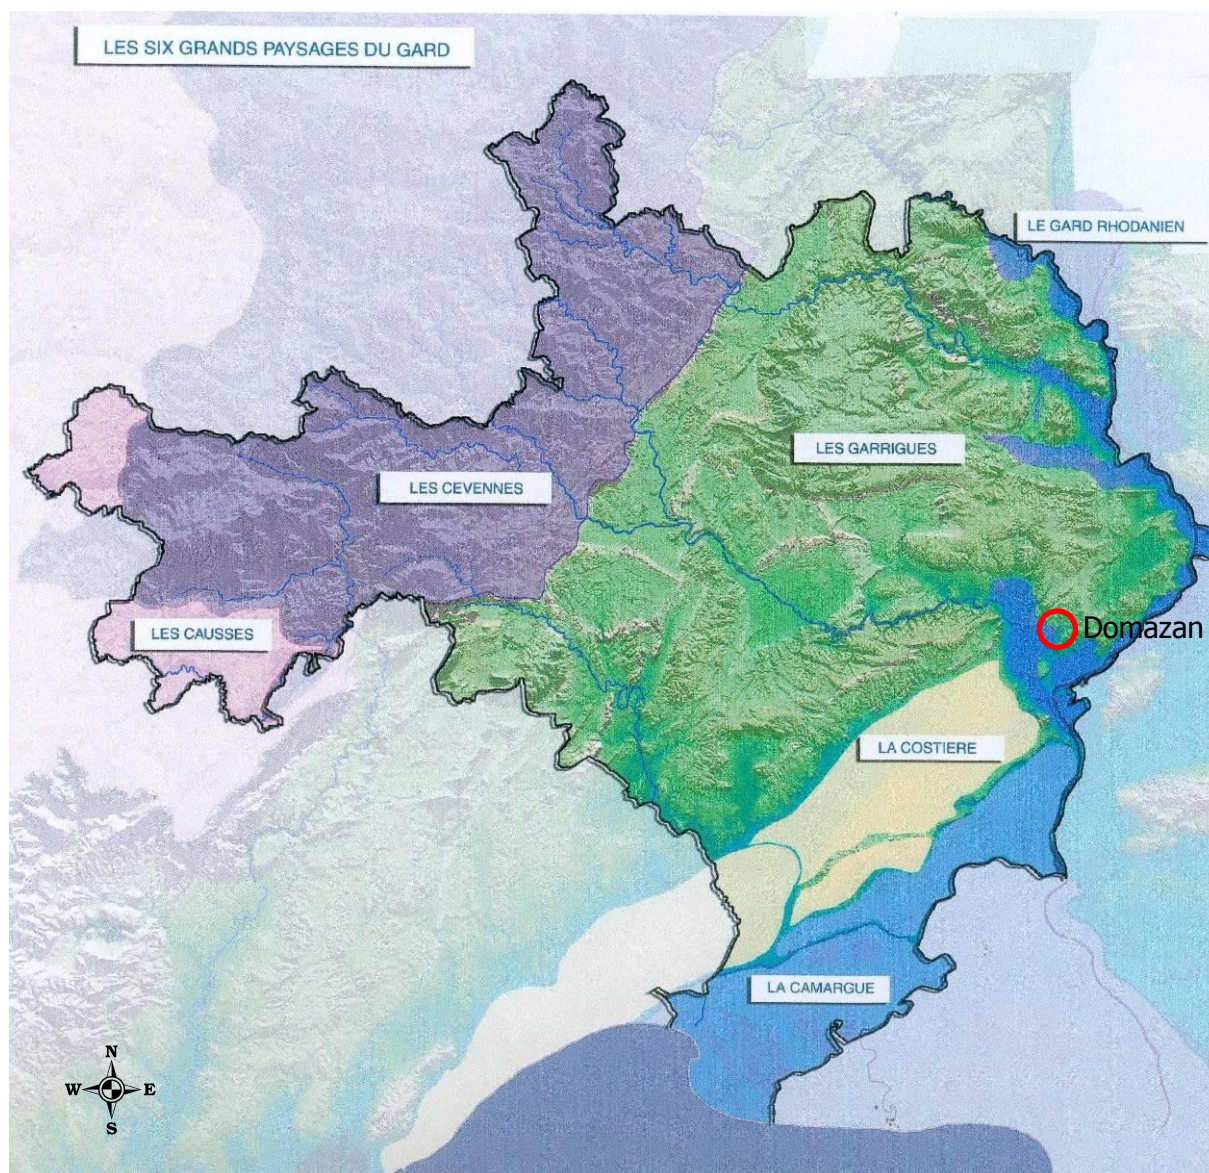 LES SIX GRANDS PAYSAGES DU GARD
LE GARD RHODANIEN
LES GARRIGUES
LES CEVENNES
Domazan
LES CAUSSES
LA COSTIERE
LA CAMARGUE
N
W E
S